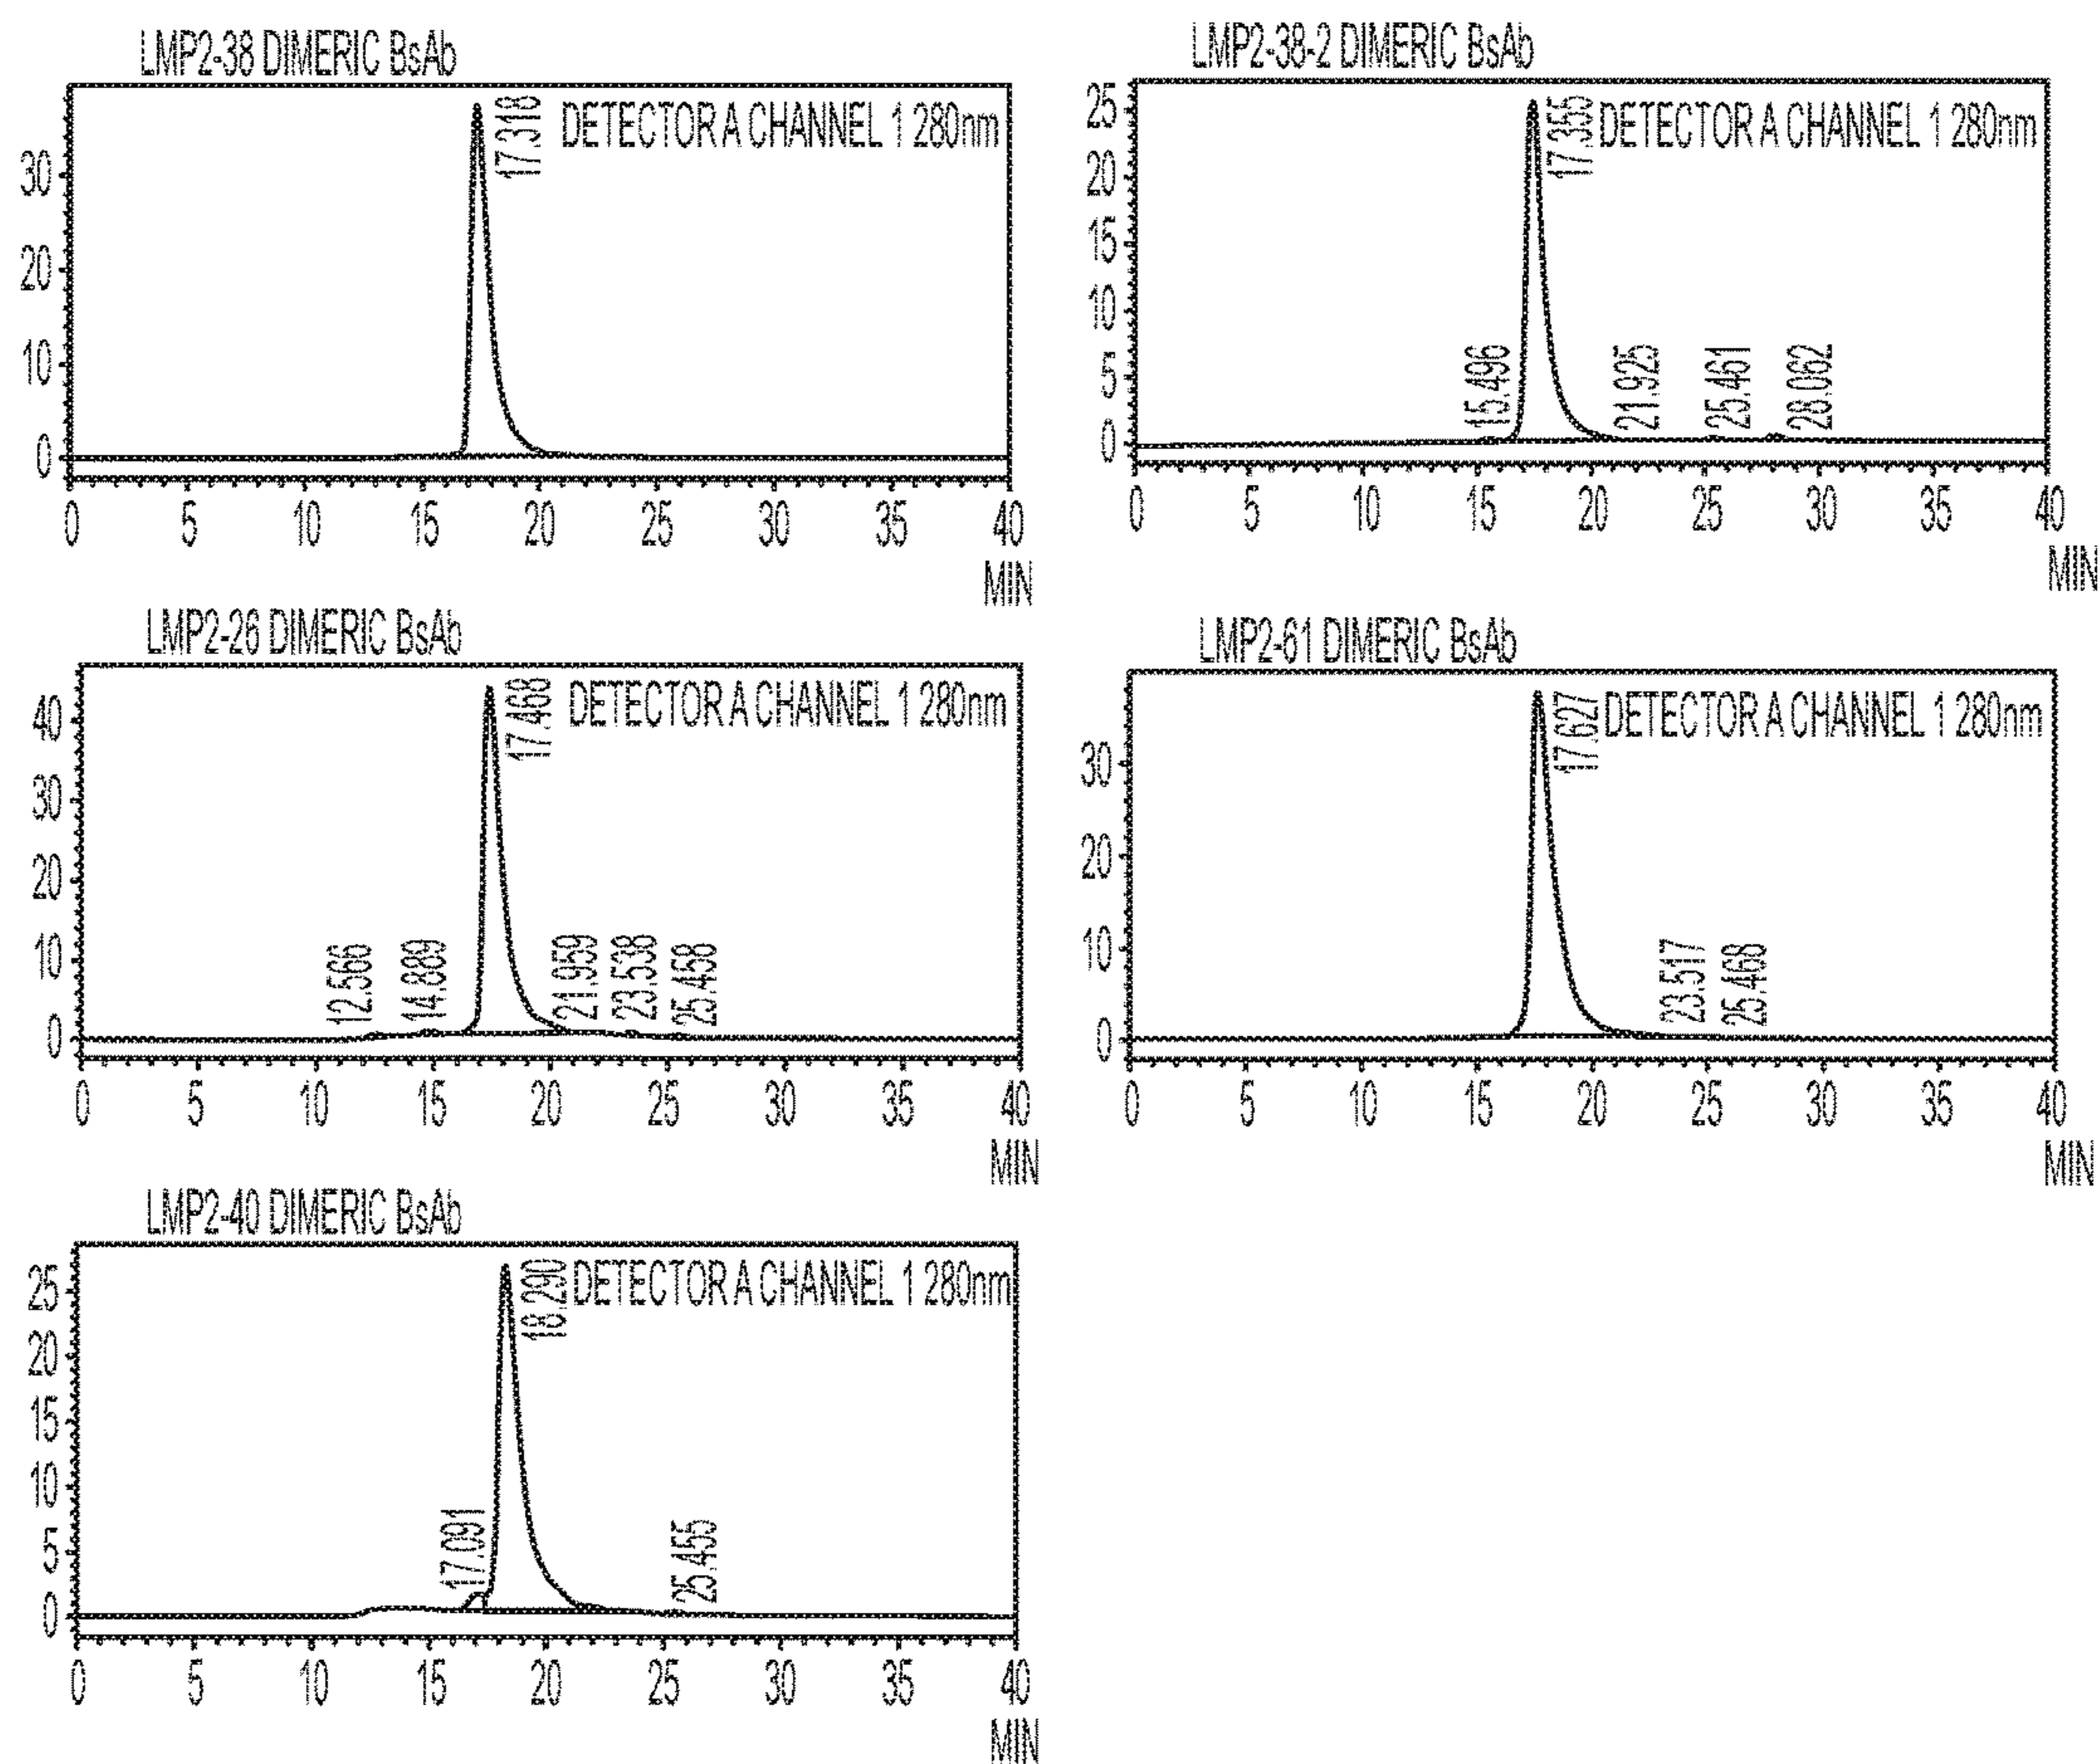 LMP2-38 DIMERIC BsAb
17.318
DETECTOR A CHANNEL 1 280nm
30
20
10
0
0 5 10 15 20 25 30 35 40
MIN
LMP2-38-2 DIMERIC BsAb
17.355
DETECTOR A CHANNEL 1 280nm
25
20
15
10
5
0
15.496
21.925
25.461
28.062
0 5 10 15 20 25 30 35 40
MIN
LMP2-26 DIMERIC BsAb
17.468
DETECTOR A CHANNEL 1 280nm
40
30
20
10
0
12.566
14.889
21.959
23.538
25.458
0 5 10 15 20 25 30 35 40
MIN
LMP2-61 DIMERIC BsAb
17.627
DETECTOR A CHANNEL 1 280nm
30
20
10
0
23.517
25.468
0 5 10 15 20 25 30 35 40
MIN
LMP2-40 DIMERIC BsAb
18.290
DETECTOR A CHANNEL 1 280nm
25
20
15
10
5
0
17.091
25.455
0 5 10 15 20 25 30 35 40
MIN